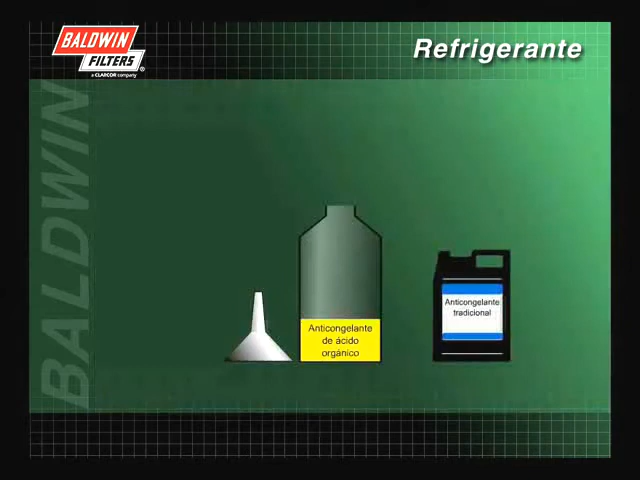 BALDWIN
FILTERS
a CLARCOR company
Refrigerante
BALDWIN
Anticongelante
de ácido
orgánico
Anticongelante
tradicional